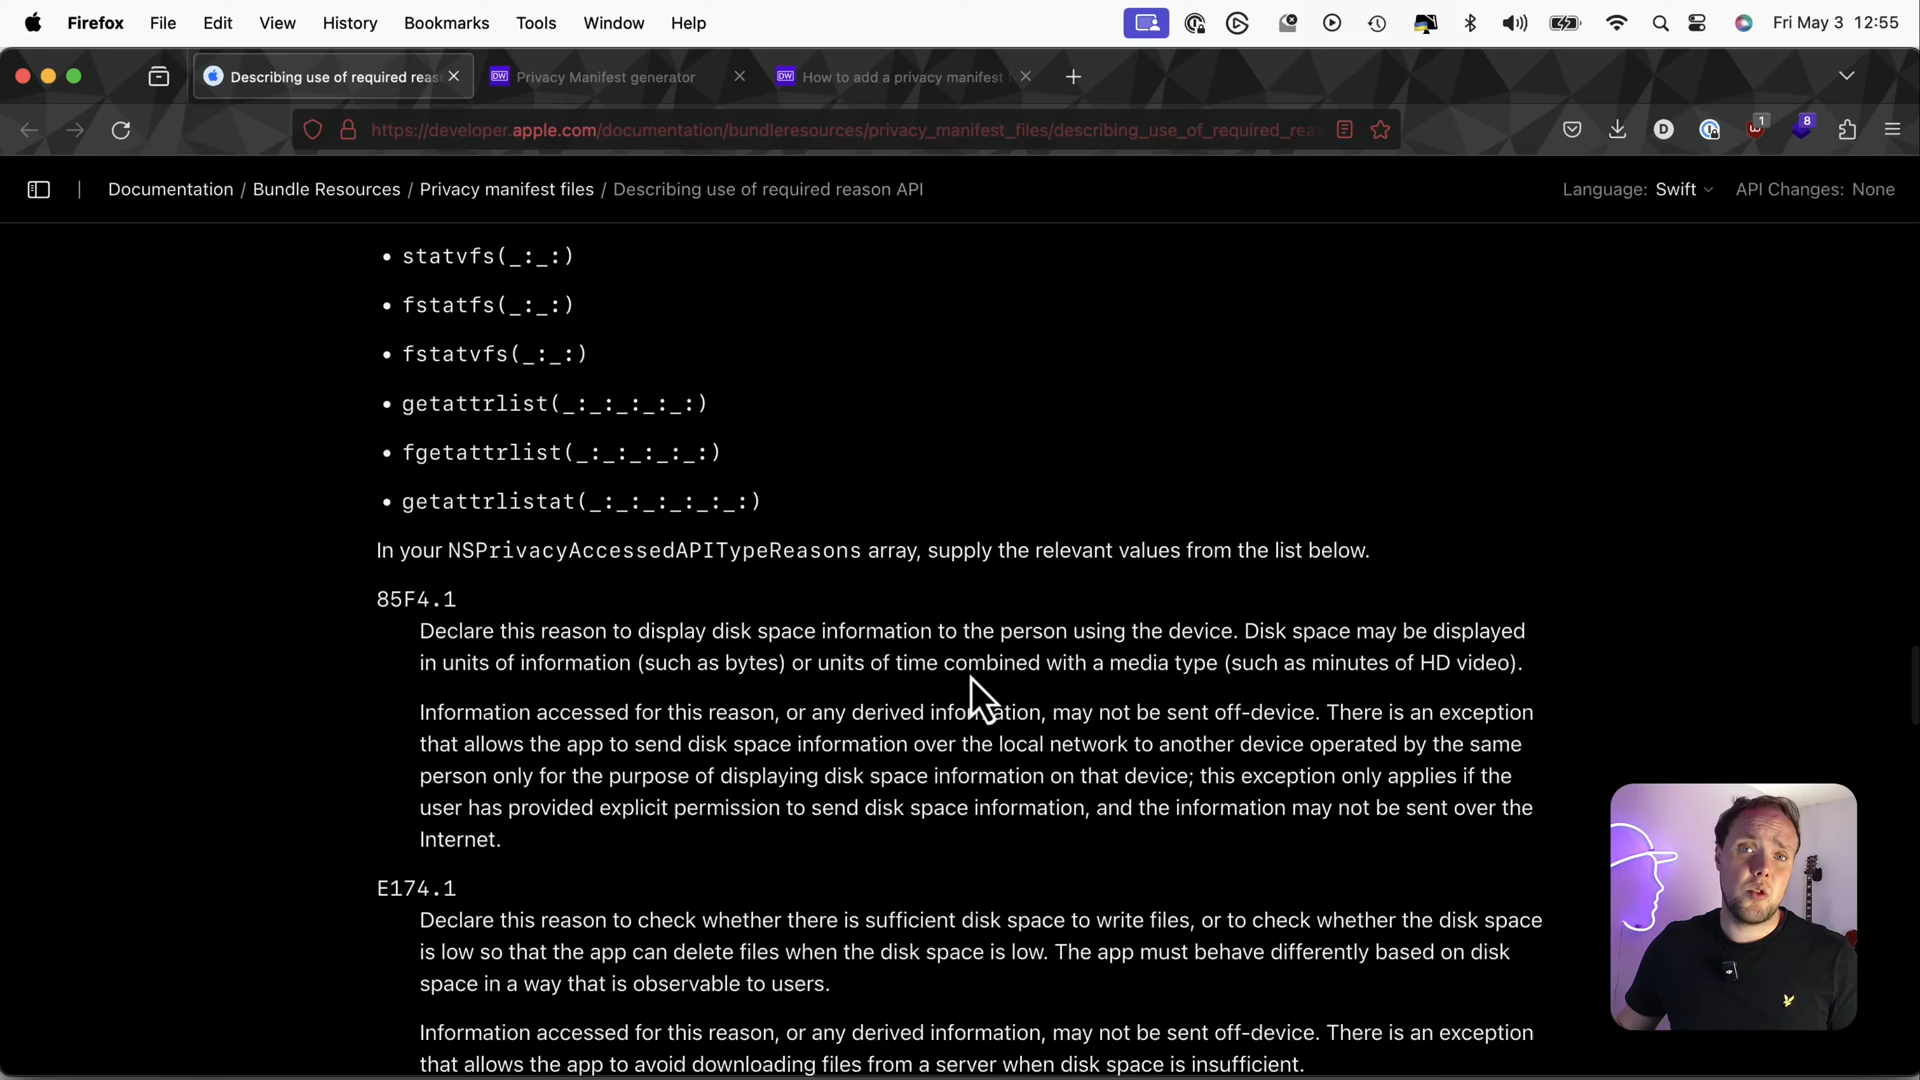 Firefox File Edit View History Bookmarks Tools Window Help Fri May 3 12:55
Describing use of required reas
Privacy Manifest generator
How to add a privacy manifest
https://developer.apple.com/documentation/bundleresources/privacy_manifest_files/describing_use_of_required_rea
D 1 8
Documentation / Bundle Resources / Privacy manifest files / Describing use of required reason API
Language: Swift API Changes: None
• statvfs(_:_:)
• fstatfs(_:_:)
• fstatvfs(_:_:)
• getattrlist(_:_:_:_:_:)
• fgetattrlist(_:_:_:_:_:)
• getattrlistat(_:_:_:_:_:_:)
In your NSPrivacyAccessedAPITypeReasons array, supply the relevant values from the list below.
85F4.1
Declare this reason to display disk space information to the person using the device. Disk space may be displayed
in units of information (such as bytes) or units of time combined with a media type (such as minutes of HD video).
Information accessed for this reason, or any derived information, may not be sent off-device. There is an exception
that allows the app to send disk space information over the local network to another device operated by the same
person only for the purpose of displaying disk space information on that device; this exception only applies if the
user has provided explicit permission to send disk space information, and the information may not be sent over the
Internet.
E174.1
Declare this reason to check whether there is sufficient disk space to write files, or to check whether the disk space
is low so that the app can delete files when the disk space is low. The app must behave differently based on disk
space in a way that is observable to users.
Information accessed for this reason, or any derived information, may not be sent off-device. There is an exception
that allows the app to avoid downloading files from a server when disk space is insufficient.